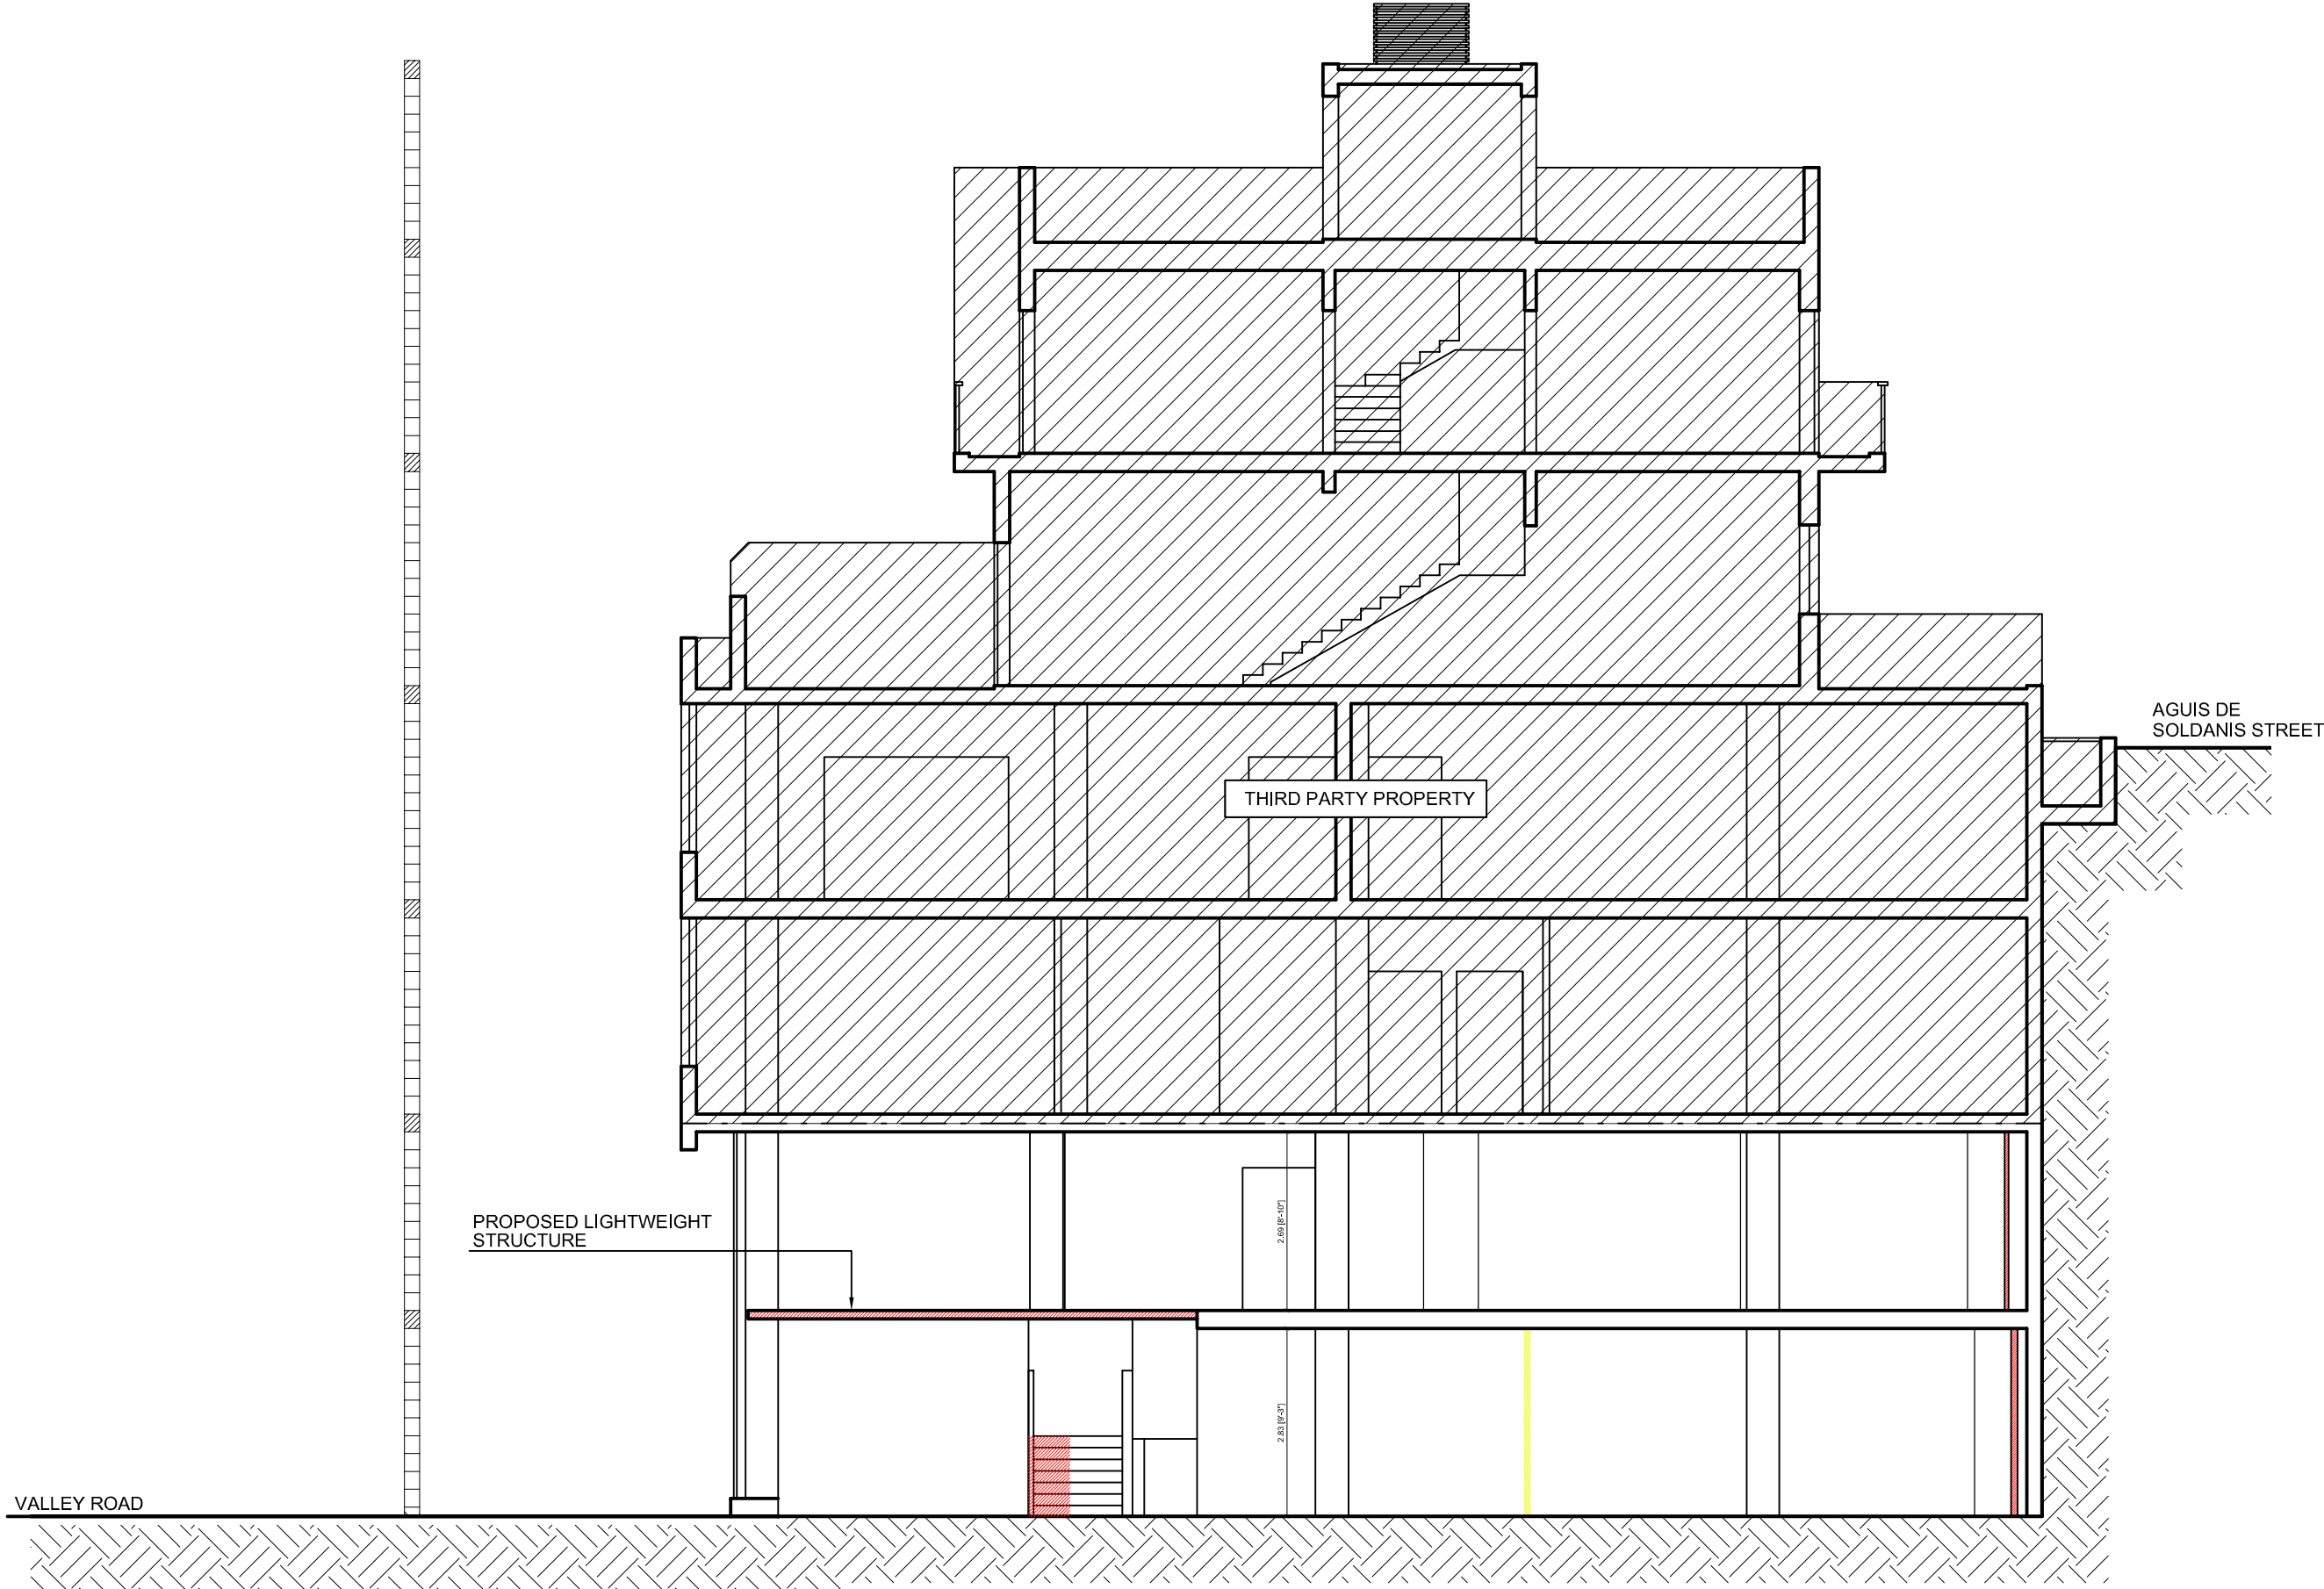 AGUIS DE
SOLDANIS STREET
THIRD PARTY PROPERTY
PROPOSED LIGHTWEIGHT
STRUCTURE
2.69 [8'-10"]
2.83 [9'-3"]
VALLEY ROAD